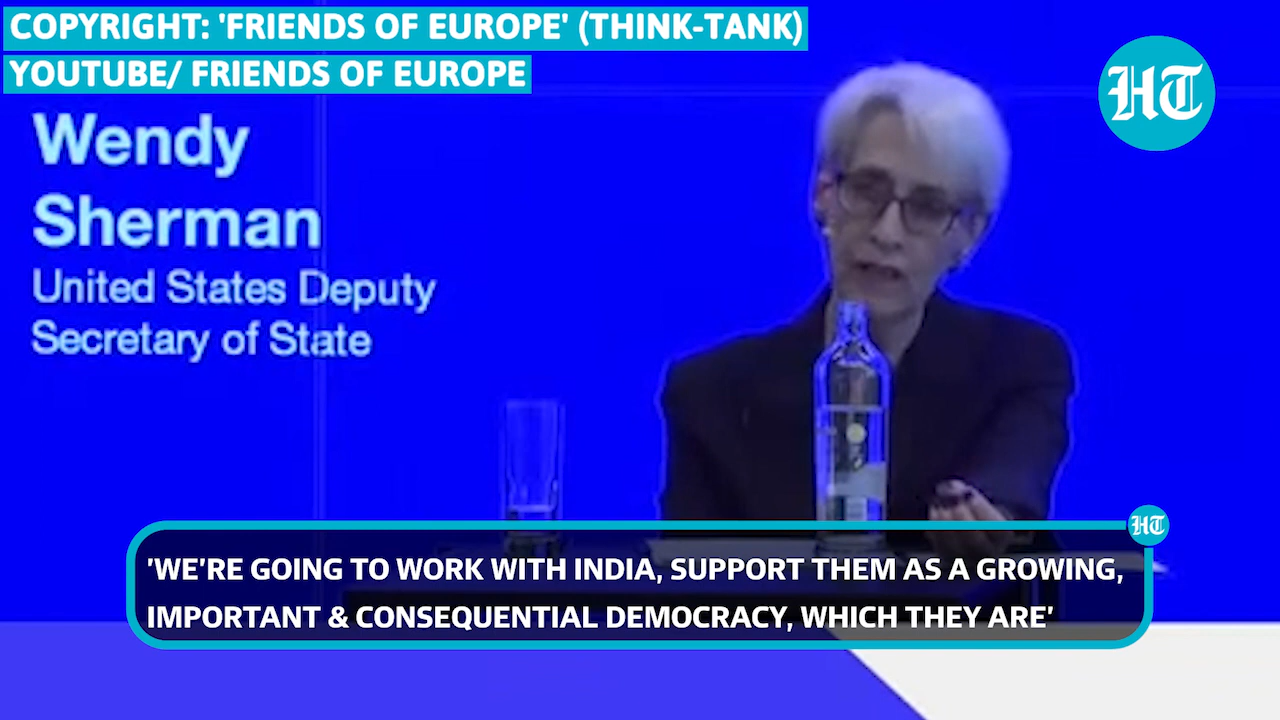 COPYRIGHT: 'FRIENDS OF EUROPE' (THINK-TANK)
YOUTUBE/ FRIENDS OF EUROPE
HT
Wendy
Sherman
United States Deputy
Secretary of State
HT
'WE'RE GOING TO WORK WITH INDIA, SUPPORT THEM AS A GROWING,
IMPORTANT & CONSEQUENTIAL DEMOCRACY, WHICH THEY ARE'